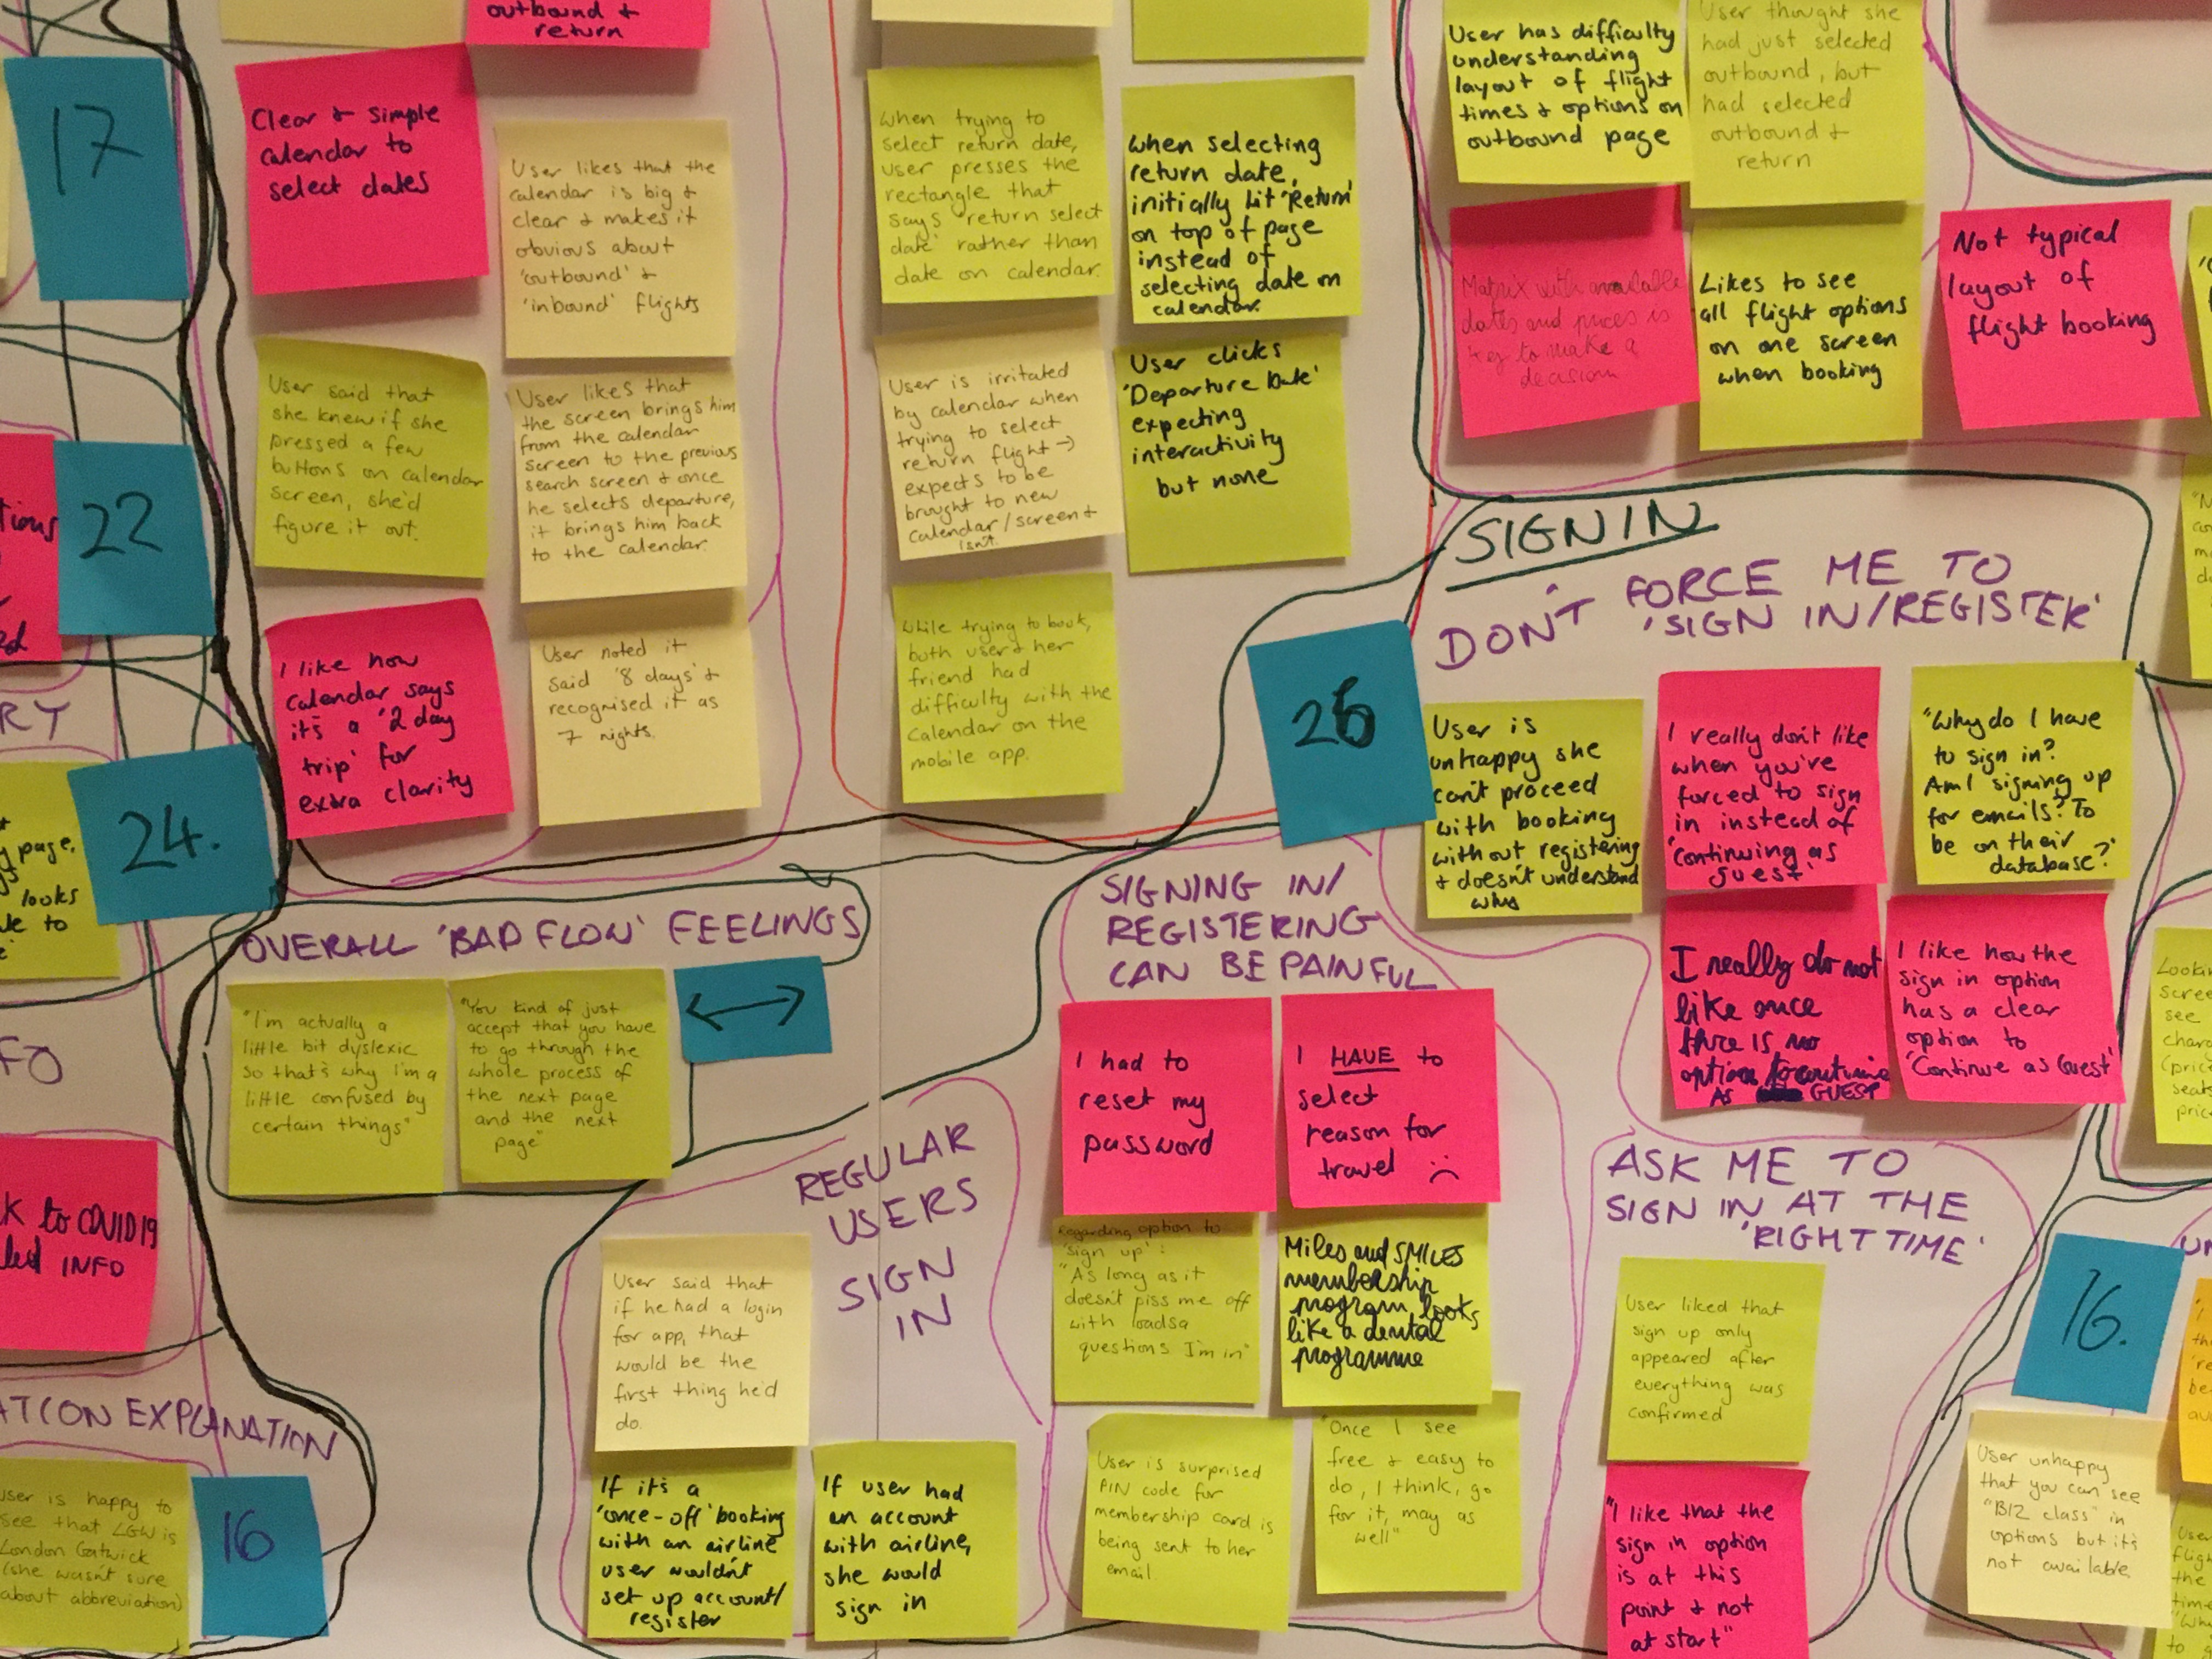 outbound &
return
17
Clear & simple
calendar to
select dates
User likes that the
calendar is big &
clear & makes it
obvious about
'outbound' &
'inbound' flights
User said that
she knew if she
pressed a few
buttons on calendar
screen, she'd
figure it out.
User likes that
the screen brings him
from the calendar
screen to the previous
search screen & once
he selects departure,
it brings him back
to the calendar.
22
I like how
calendar says
it's a '2 day
trip' for
extra clarity
User noted it
said '8 days' &
recognised it as
7 nights.
24.
When trying to
select return date,
user presses the
rectangle that
says 'return select
date' rather than
date on calendar.
When selecting
return date,
initially hit 'Return'
on top of page
instead of
selecting date on
calendar.
User is irritated
by calendar when
trying to select
return flight →
expects to be
brought to new
calendar/screen &
isn't.
User clicks
'Departure Date'
expecting
interactivity
but none
While trying to book,
both user & her
friend had
difficulty with the
calendar on the
mobile app.
User has difficulty
understanding
layout of flight
times & options on
outbound page
User thought she
had just selected
outbound, but
had selected
outbound &
return
Matrix with available
dates and prices is
key to make a
decision
Likes to see
all flight options
on one screen
when booking
Not typical
layout of
flight booking
SIGN IN
DON'T FORCE ME TO
'SIGN IN/REGISTER'
26
User is
unhappy she
can't proceed
with booking
without registering
& doesn't understand
why
I really don't like
when you're
forced to sign
in instead of
'continuing as
guest'
"Why do I have
to sign in?
Am I signing up
for emails? To
be on their
database?"
I really do not
like once
there is no
option to continue
AS GUEST
I like how the
sign in option
has a clear
option to
'Continue as Guest'
OVERALL 'BAD FLOW' FEELINGS
"I'm actually a
little bit dyslexic
so that's why I'm a
little confused by
certain things"
"You kind of just
accept that you have
to go through the
whole process of
the next page
and the next
page"
↔
SIGNING IN/
REGISTERING
CAN BE PAINFUL
I had to
reset my
password
I HAVE to
select
reason for
travel :(
Regarding option to
'sign up':
"As long as it
doesn't piss me off
with loadsa
questions I'm in"
Miles and SMILES
membership
program, looks
like a dental
programme
User is surprised
PIN code for
membership card is
being sent to her
email
"Once I see
free & easy to
do, I think, go
for it, may as
well"
REGULAR
USERS
SIGN
IN
User said that
if he had a login
for app, that
would be the
first thing he'd
do.
If it's a
'once-off' booking
with an airline
user wouldn't
set up account/
register
If user had
an account
with airline,
she would
sign in
ASK ME TO
SIGN IN AT THE
'RIGHT TIME'
User liked that
sign up only
appeared after
everything was
confirmed
"I like that the
sign in option
is at this
point & not
at start"
16.
User unhappy
that you can see
"BIZ class" in
options but it's
not available
to COVID19
INFO
EXPLANATION
User is happy to
see that LGW is
London Gatwick
(she wasn't sure
about abbreviation)
16
page,
looks
to